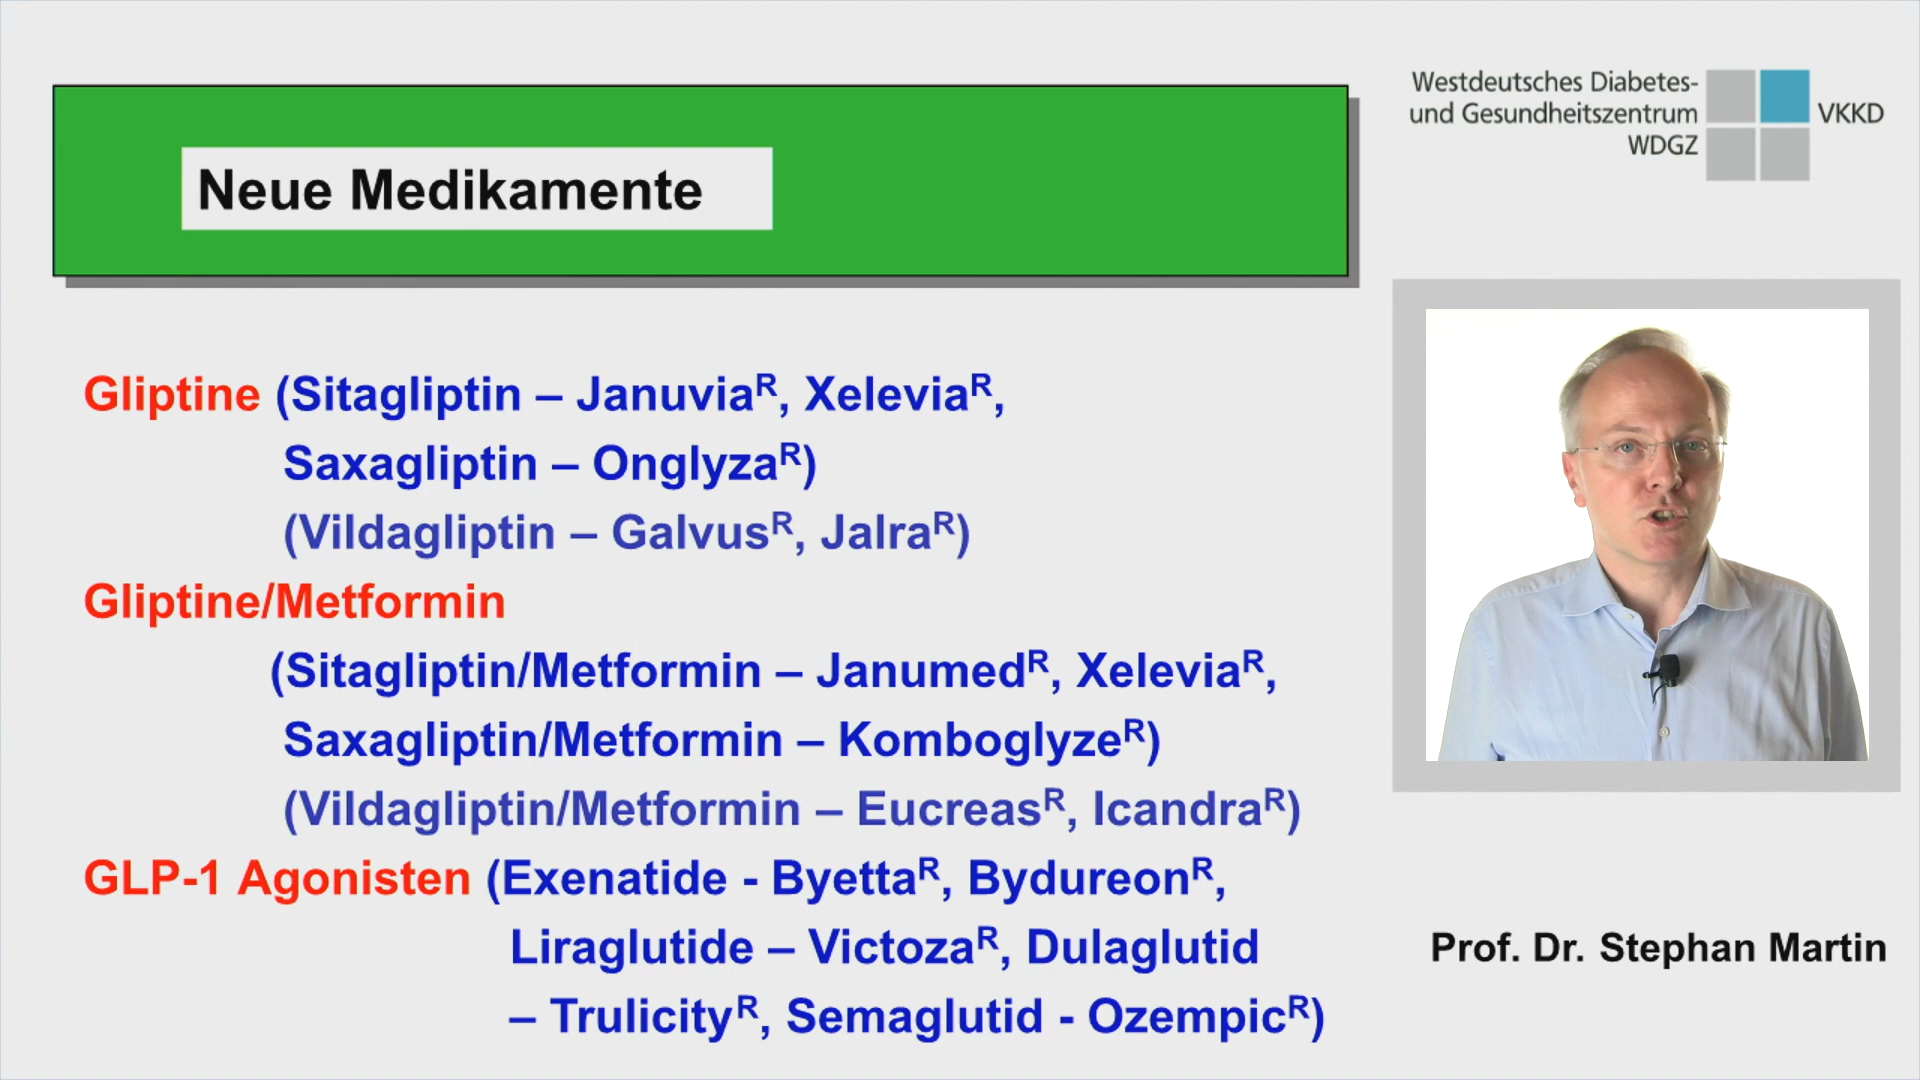 Neue Medikamente
Westdeutsches Diabetes-
und Gesundheitszentrum
WDGZ
VKKD
Gliptine (Sitagliptin – Januviaᴿ, Xeleviaᴿ,
Saxagliptin – Onglyzaᴿ)
(Vildagliptin – Galvusᴿ, Jalraᴿ)
Gliptine/Metformin
(Sitagliptin/Metformin – Janumedᴿ, Xeleviaᴿ,
Saxagliptin/Metformin – Komboglyzeᴿ)
(Vildagliptin/Metformin – Eucreasᴿ, Icandraᴿ)
GLP-1 Agonisten (Exenatide - Byettaᴿ, Bydureonᴿ,
Liraglutide – Victozaᴿ, Dulaglutid
– Trulicityᴿ, Semaglutid - Ozempicᴿ)
Prof. Dr. Stephan Martin